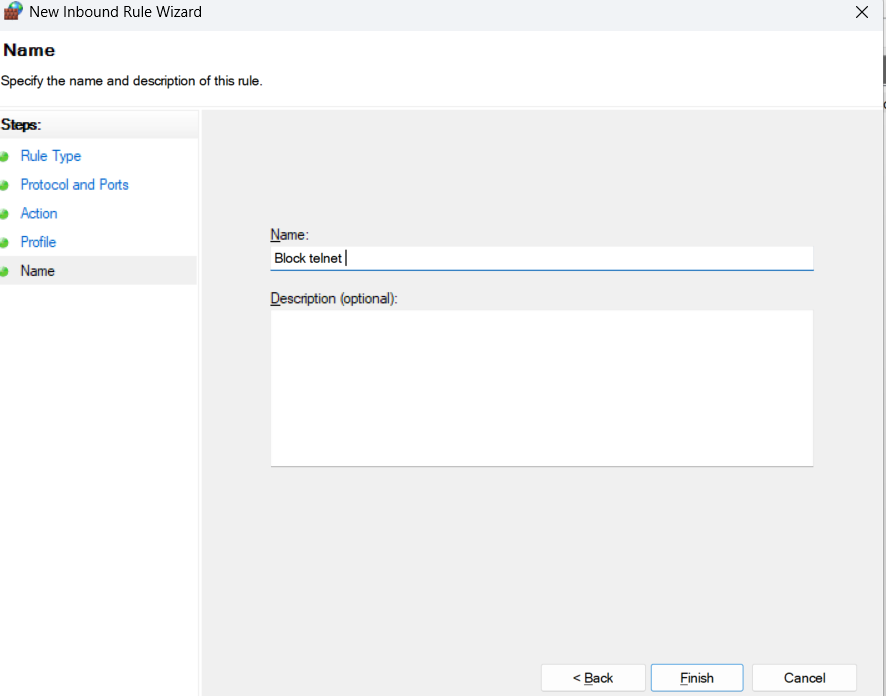 New Inbound Rule Wizard
Name
Specify the name and description of this rule.
Steps:
Rule Type
Protocol and Ports
Action
Profile
Name
Name:
Block telnet
Description (optional):
< Back
Finish
Cancel